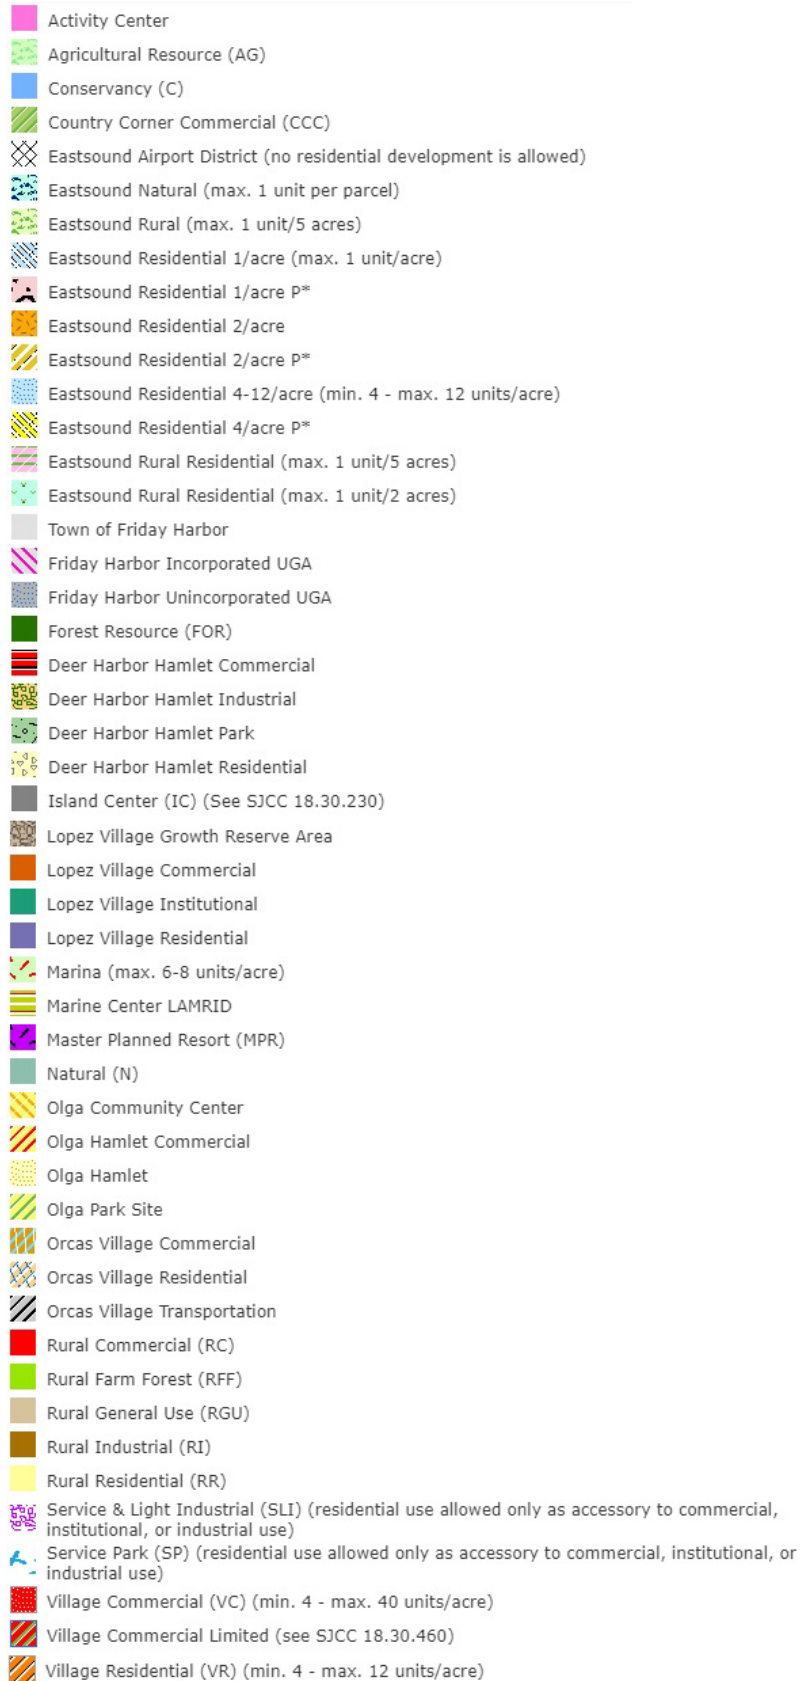 Activity Center
Agricultural Resource (AG)
Conservancy (C)
Country Corner Commercial (CCC)
Eastsound Airport District (no residential development is allowed)
Eastsound Natural (max. 1 unit per parcel)
Eastsound Rural (max. 1 unit/5 acres)
Eastsound Residential 1/acre (max. 1 unit/acre)
Eastsound Residential 1/acre P*
Eastsound Residential 2/acre
Eastsound Residential 2/acre P*
Eastsound Residential 4-12/acre (min. 4 - max. 12 units/acre)
Eastsound Residential 4/acre P*
Eastsound Rural Residential (max. 1 unit/5 acres)
Eastsound Rural Residential (max. 1 unit/2 acres)
Town of Friday Harbor
Friday Harbor Incorporated UGA
Friday Harbor Unincorporated UGA
Forest Resource (FOR)
Deer Harbor Hamlet Commercial
Deer Harbor Hamlet Industrial
Deer Harbor Hamlet Park
Deer Harbor Hamlet Residential
Island Center (IC) (See SJCC 18.30.230)
Lopez Village Growth Reserve Area
Lopez Village Commercial
Lopez Village Institutional
Lopez Village Residential
Marina (max. 6-8 units/acre)
Marine Center LAMRID
Master Planned Resort (MPR)
Natural (N)
Olga Community Center
Olga Hamlet Commercial
Olga Hamlet
Olga Park Site
Orcas Village Commercial
Orcas Village Residential
Orcas Village Transportation
Rural Commercial (RC)
Rural Farm Forest (RFF)
Rural General Use (RGU)
Rural Industrial (RI)
Rural Residential (RR)
Service & Light Industrial (SLI) (residential use allowed only as accessory to commercial,
institutional, or industrial use)
Service Park (SP) (residential use allowed only as accessory to commercial, institutional, or
industrial use)
Village Commercial (VC) (min. 4 - max. 40 units/acre)
Village Commercial Limited (see SJCC 18.30.460)
Village Residential (VR) (min. 4 - max. 12 units/acre)